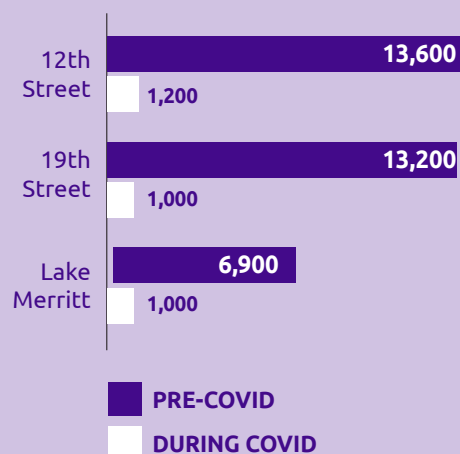 12th
Street
13,600
1,200
19th
Street
13,200
1,000
Lake
Merritt
6,900
1,000
PRE-COVID
DURING COVID